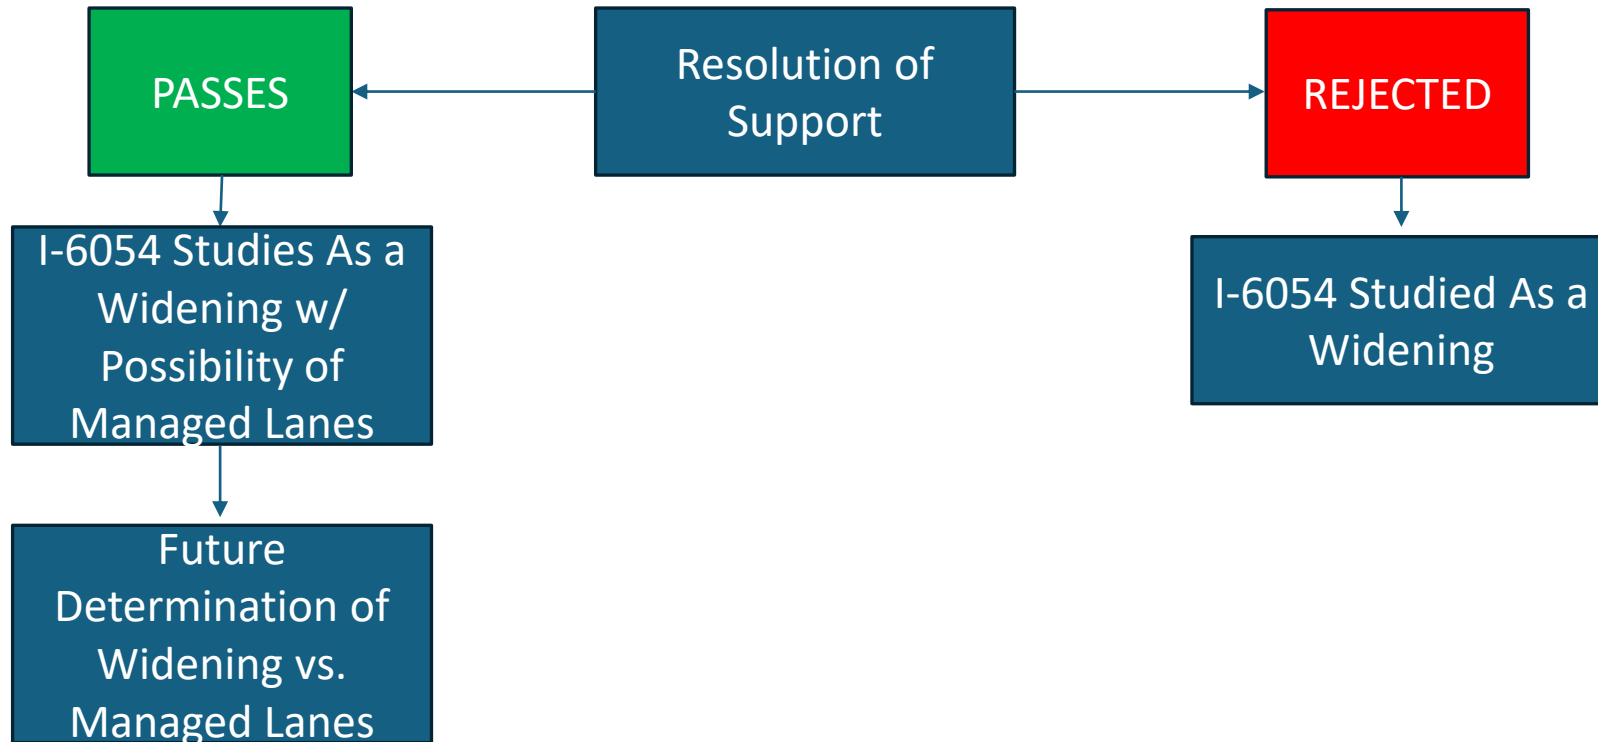 PASSES
Resolution of
Support
REJECTED
I-6054 Studies As a
Widening w/
Possibility of
Managed Lanes
I-6054 Studied As a
Widening
Future
Determination of
Widening vs.
Managed Lanes